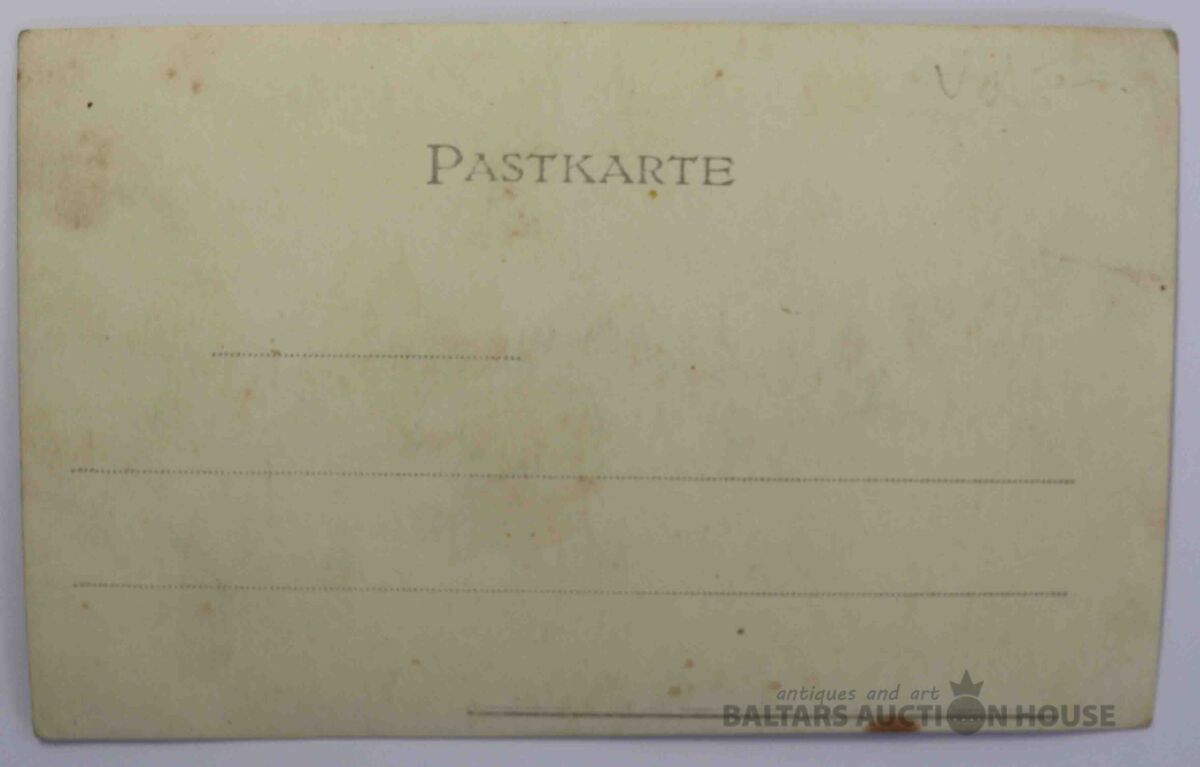 PASTKARTE
antiques and art
BALTARS AUCTION HOUSE